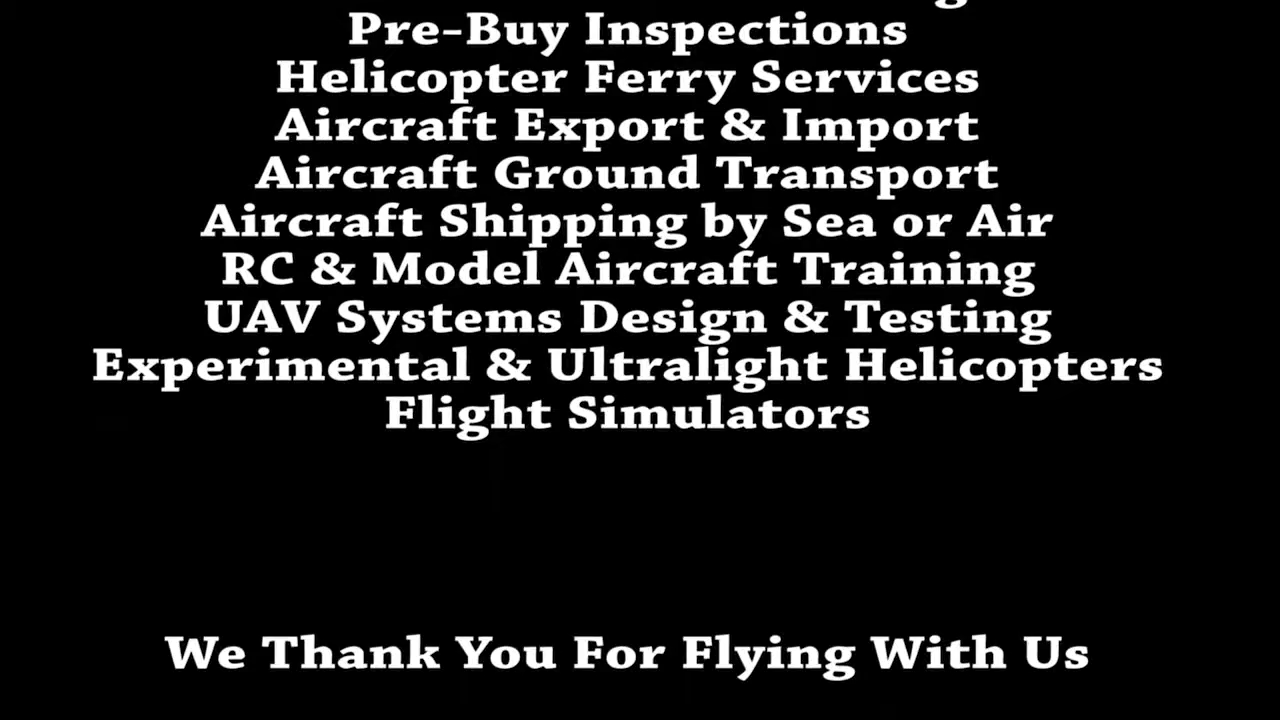 Pre-Buy Inspections
Helicopter Ferry Services
Aircraft Export & Import
Aircraft Ground Transport
Aircraft Shipping by Sea or Air
RC & Model Aircraft Training
UAV Systems Design & Testing
Experimental & Ultralight Helicopters
Flight Simulators
We Thank You For Flying With Us